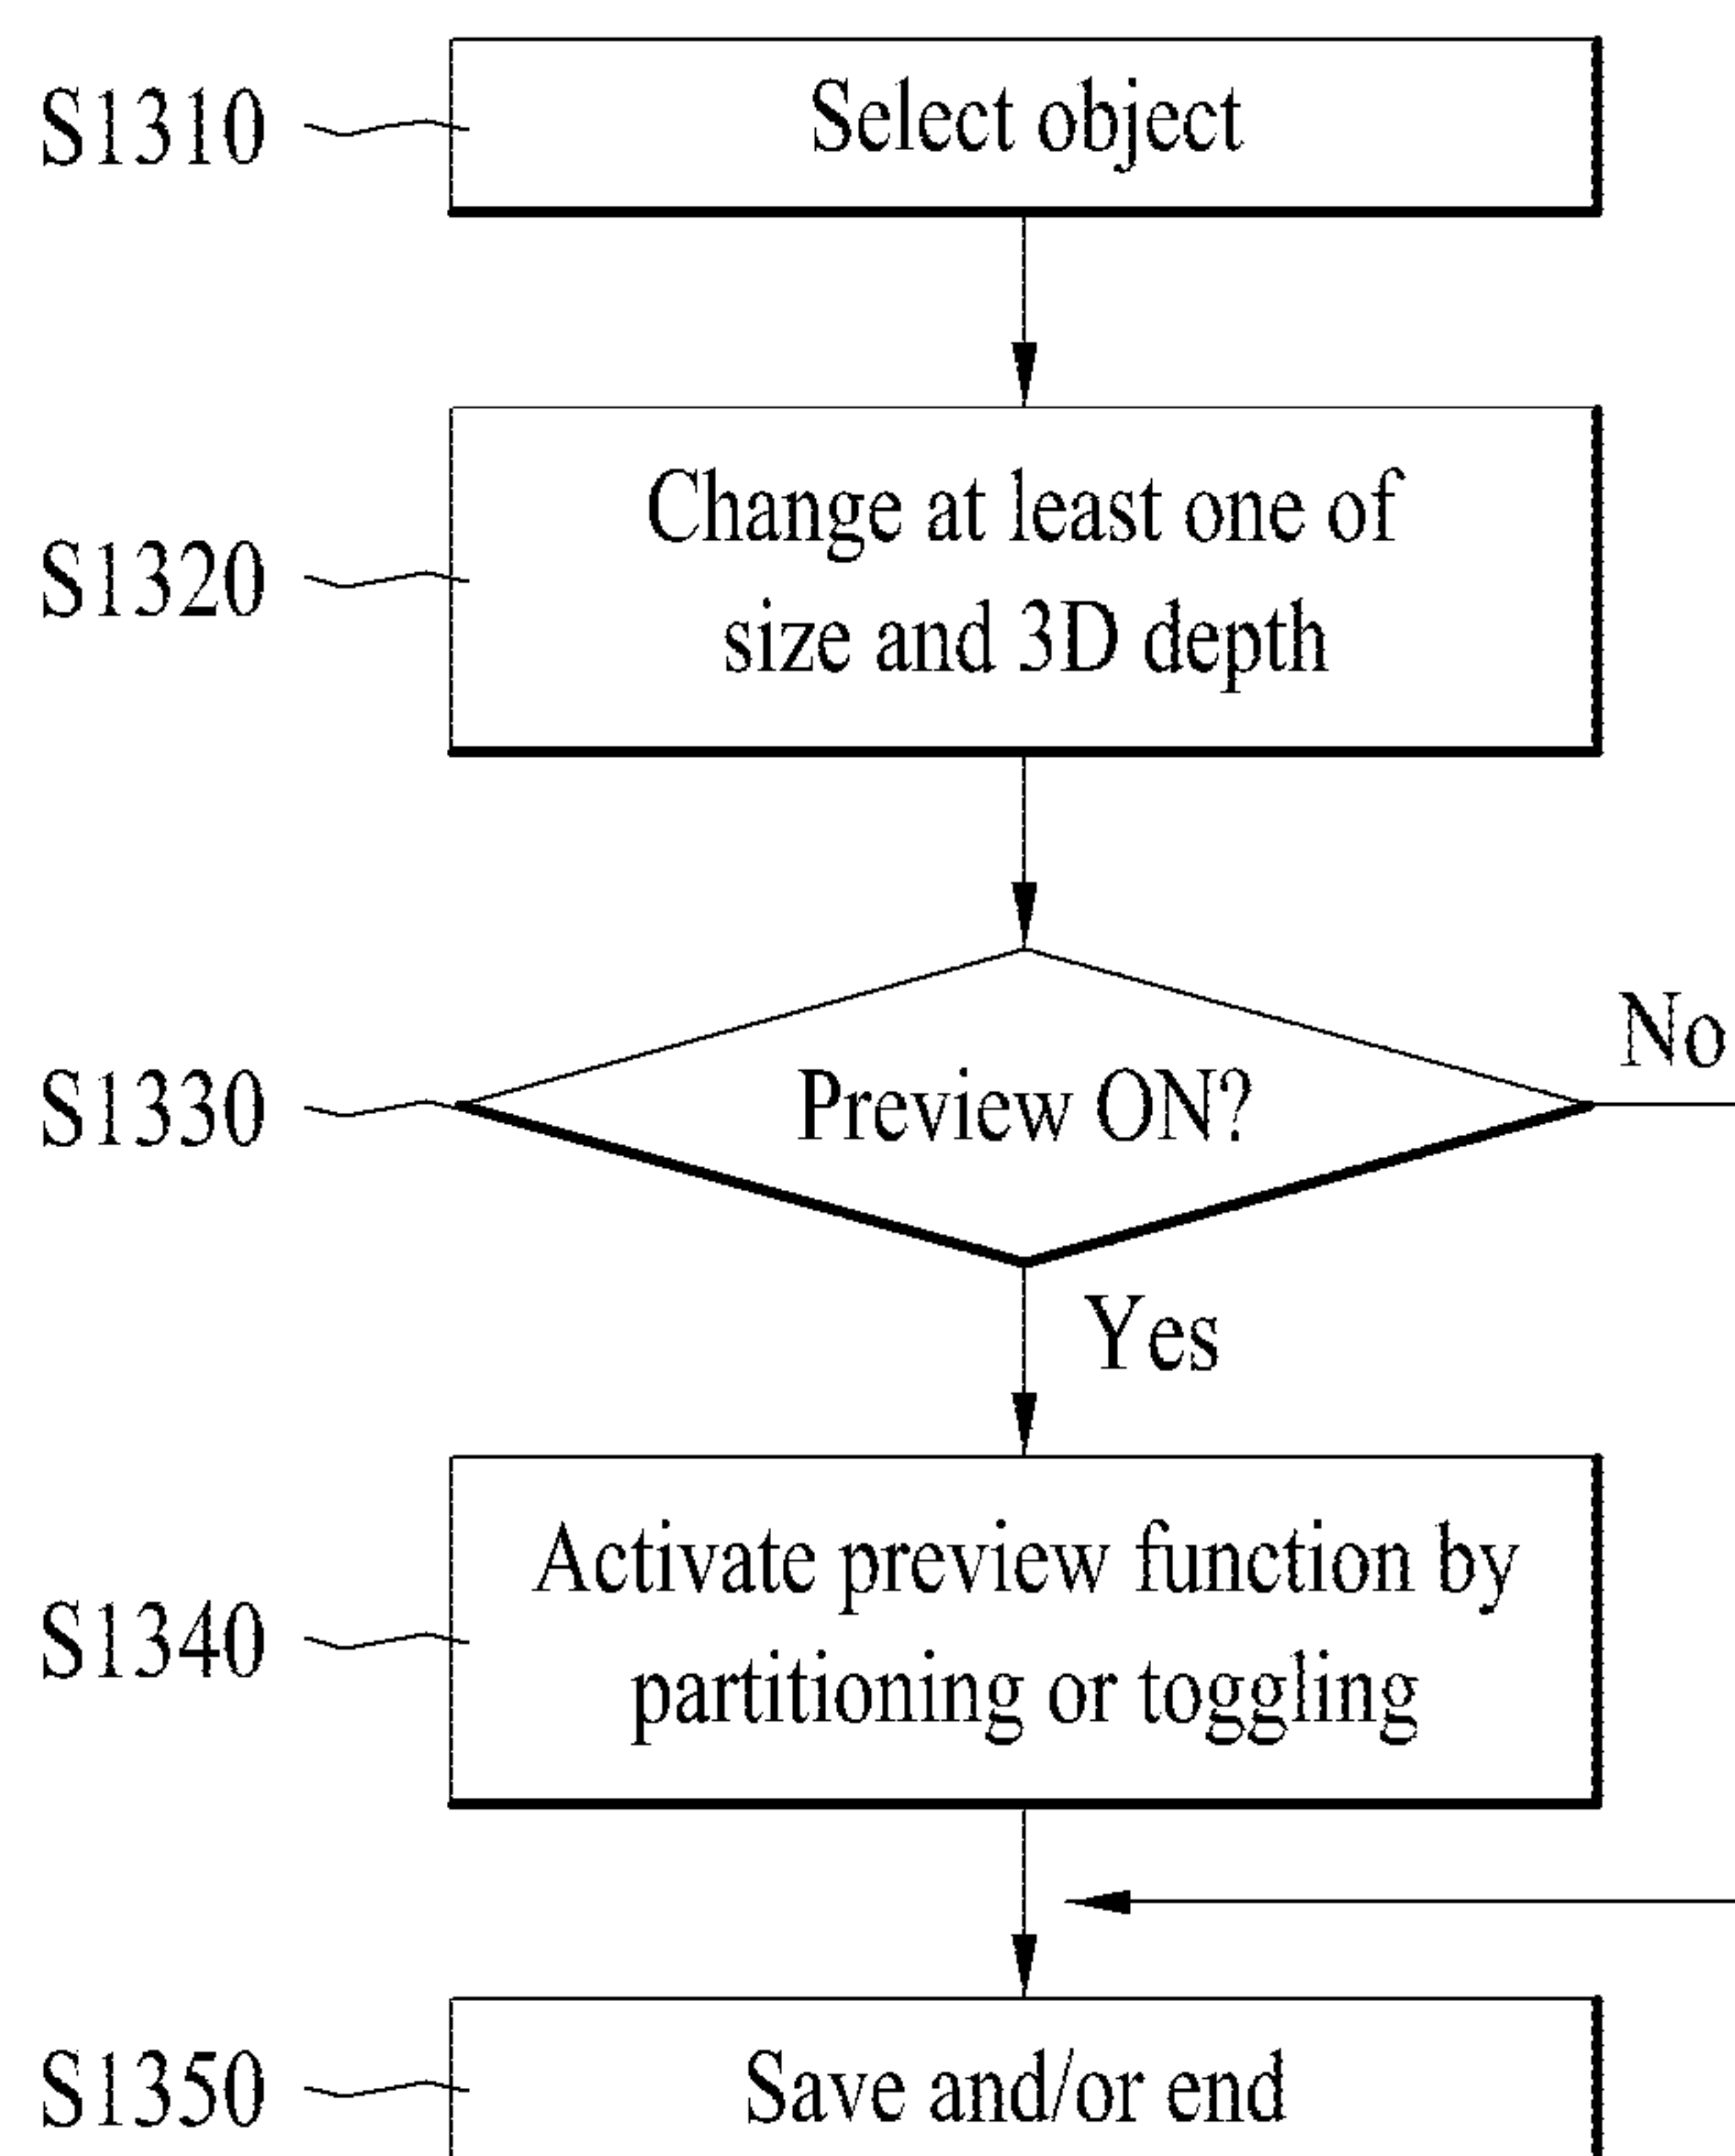 S1310
Select object
S1320
Change at least one of
size and 3D depth
S1330
Preview ON?
No
Yes
S1340
Activate preview function by
partitioning or toggling
S1350
Save and/or end